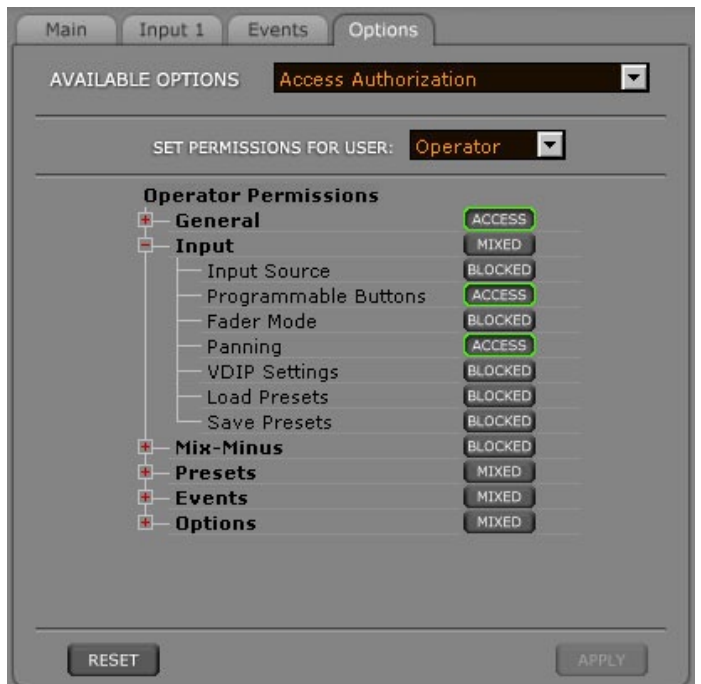 Main Input 1 Events Options
AVAILABLE OPTIONS Access Authorization
SET PERMISSIONS FOR USER: Operator
Operator Permissions
General ACCESS
Input MIXED
Input Source BLOCKED
Programmable Buttons ACCESS
Fader Mode BLOCKED
Panning ACCESS
VDIP Settings BLOCKED
Load Presets BLOCKED
Save Presets BLOCKED
Mix-Minus BLOCKED
Presets MIXED
Events MIXED
Options MIXED
RESET APPLY